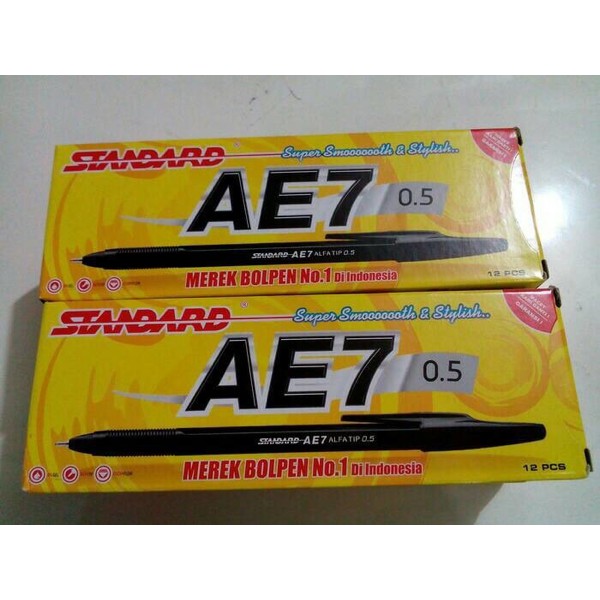 STANDARD
Super Smooooooth & Stylish..
AE7 0.5
STANDARD AE7 ALFATIP 0.5
MEREK BOLPEN No.1 Di Indonesia
12 PCS
STANDARD
Super Smooooooth & Stylish..
AE7 0.5
STANDARD AE7 ALFATIP 0.5
MEREK BOLPEN No.1 Di Indonesia
12 PCS